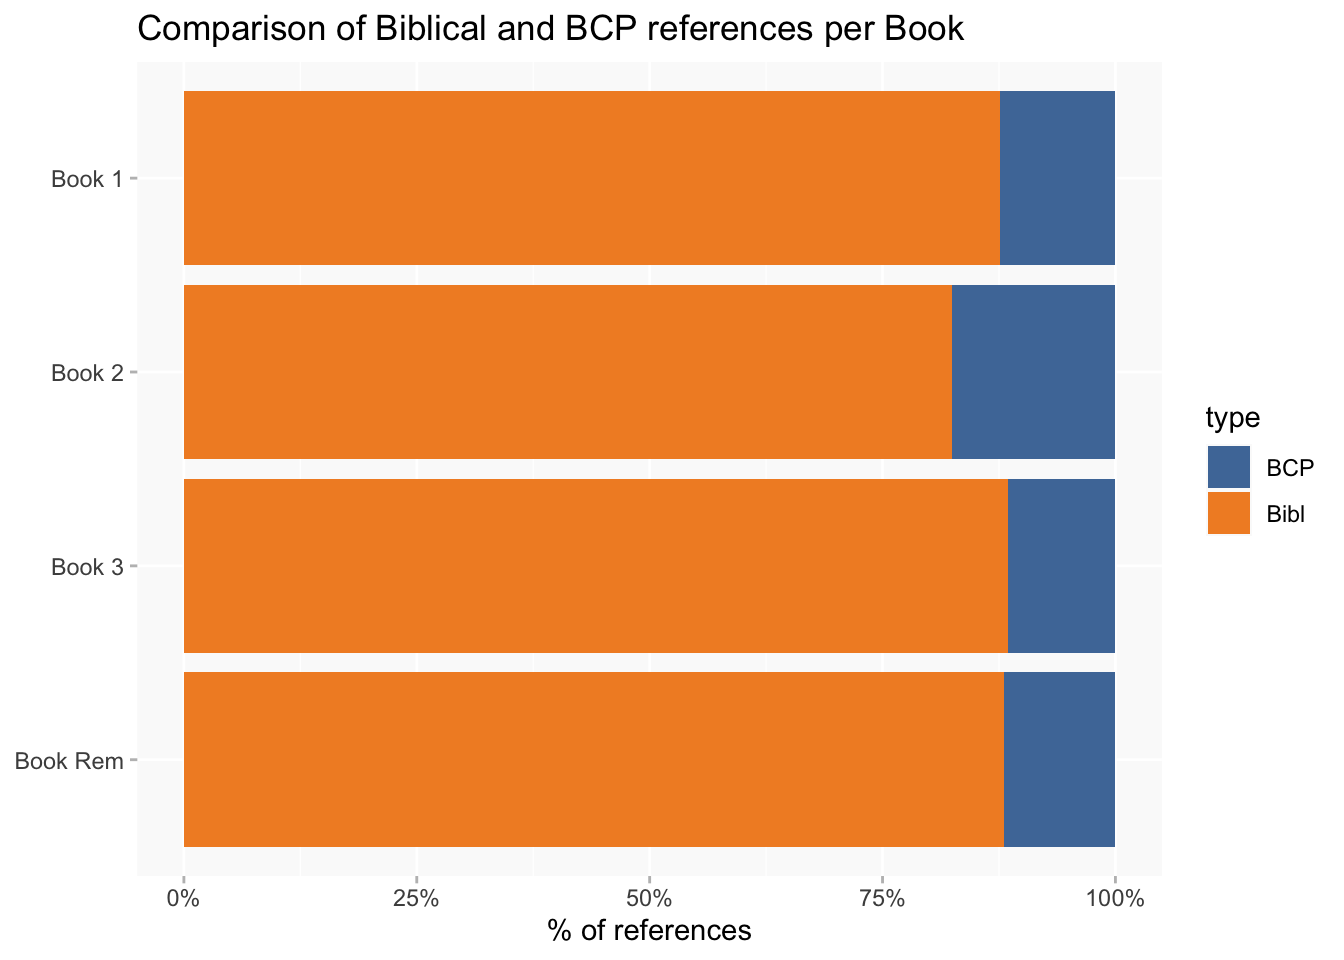 Comparison of Biblical and BCP references per Book
Book 1
Book 2
Book 3
Book Rem
0% 25% 50% 75% 100%
% of references
type
BCP
Bibl